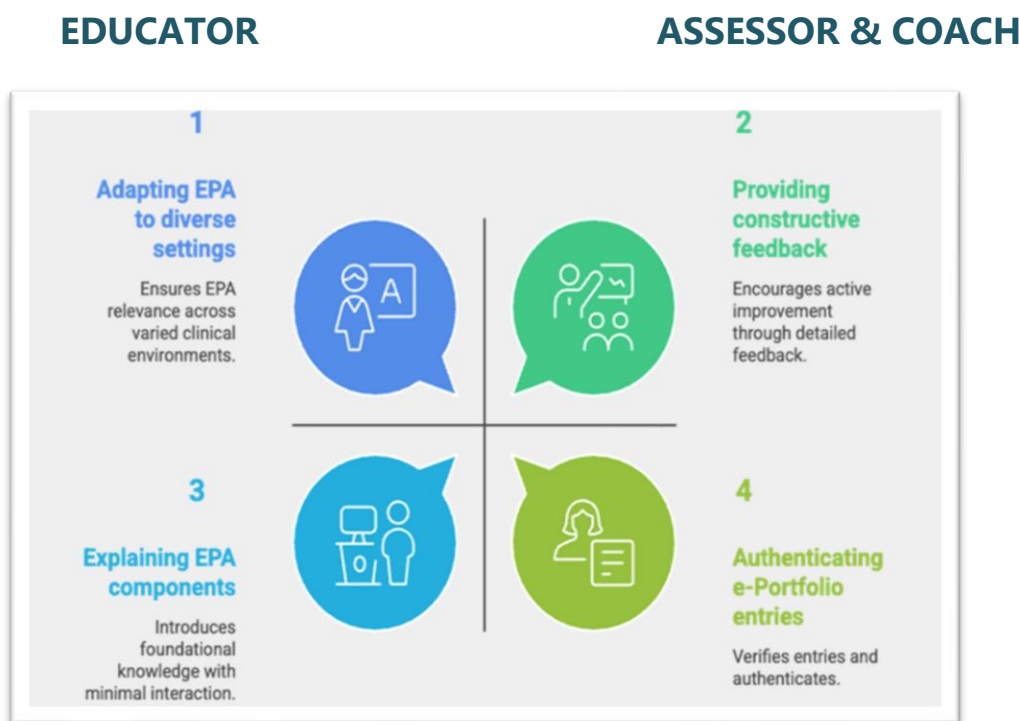 EDUCATOR
ASSESSOR & COACH
1
Adapting EPA
to diverse
settings
Ensures EPA
relevance across
varied clinical
environments.
A
2
Providing
constructive
feedback
Encourages active
improvement
through detailed
feedback.
3
Explaining EPA
components
Introduces
foundational
knowledge with
minimal interaction.
4
Authenticating
e-Portfolio
entries
Verifies entries and
authenticates.